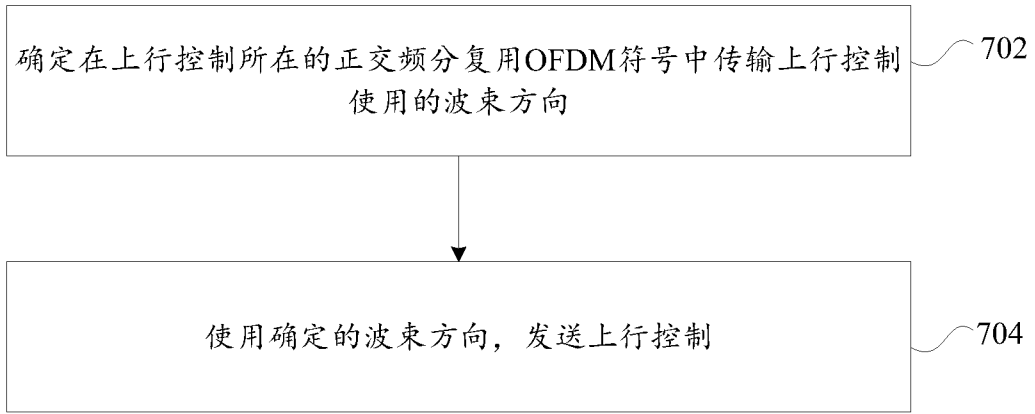 确定在上行控制所在的正交频分复用OFDM符号中传输上行控制
使用的波束方向
702
使用确定的波束方向，发送上行控制
704